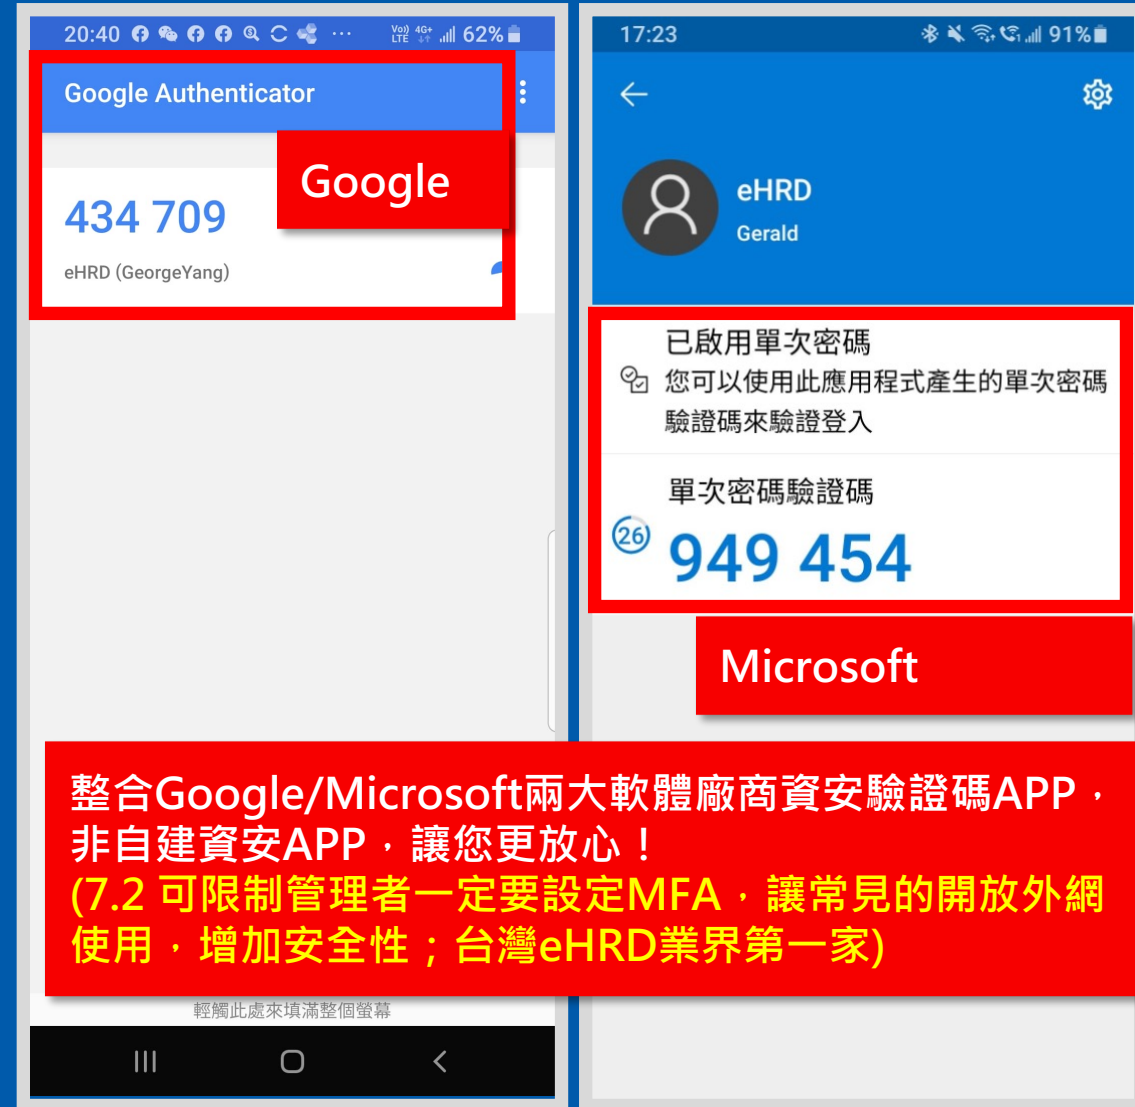 20:40 ··· Vo)) LTE 4G+ 62%
Google Authenticator
Google
434 709
eHRD (GeorgeYang)
17:23 91%
eHRD
Gerald
已啟用單次密碼
您可以使用此應用程式產生的單次密碼
驗證碼來驗證登入
單次密碼驗證碼
26
949 454
Microsoft
整合Google/Microsoft兩大軟體廠商資安驗證碼APP，
非自建資安APP，讓您更放心！
(7.2 可限制管理者一定要設定MFA，讓常見的開放外網
使用，增加安全性；台灣eHRD業界第一家)
輕觸此處來填滿整個螢幕